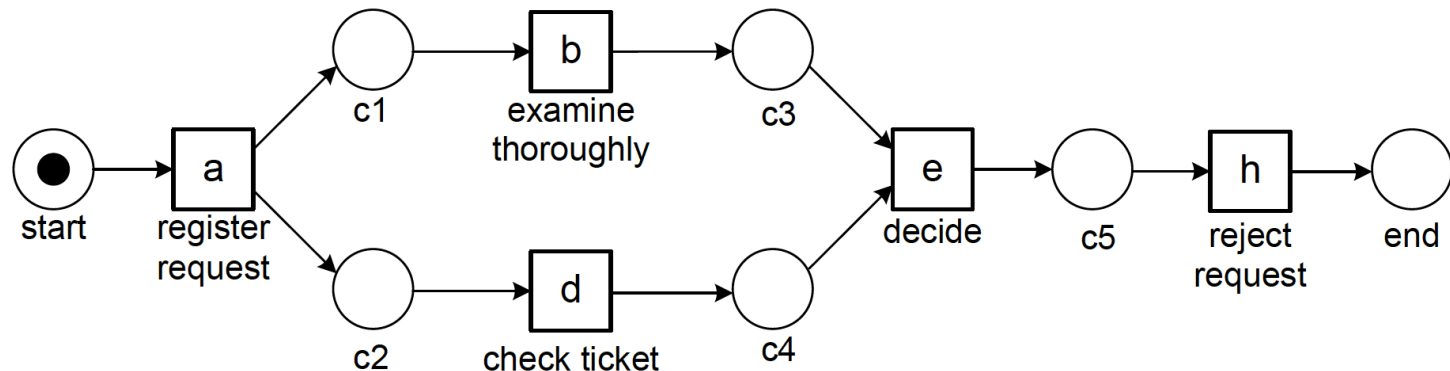 c1
b
examine
thoroughly
c3
start
a
register
request
c2
d
check ticket
c4
e
decide
c5
h
reject
request
end